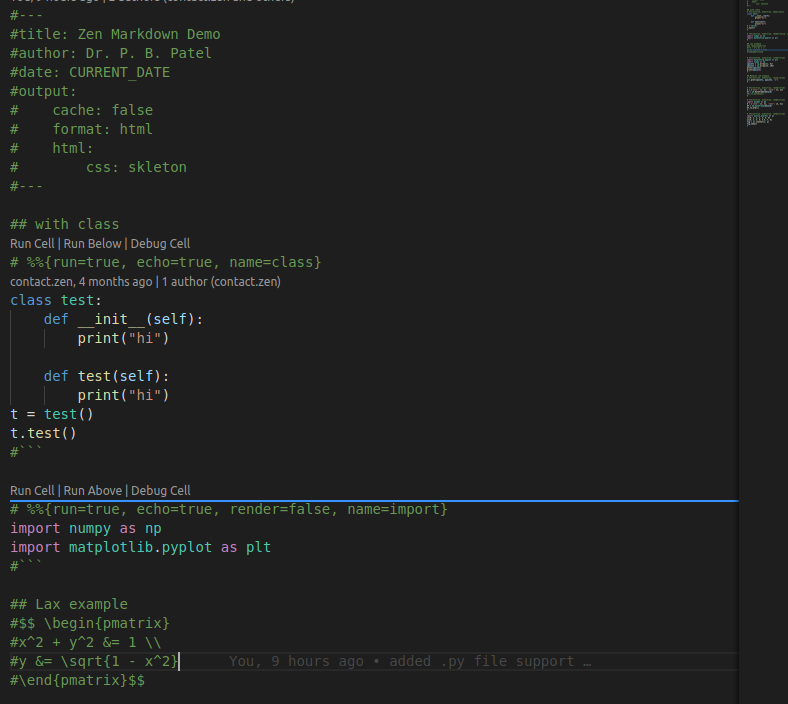 #---
#title: Zen Markdown Demo
#author: Dr. P. B. Patel
#date: CURRENT_DATE
#output:
#    cache: false
#    format: html
#    html:
#        css: skleton
#---
## with class
Run Cell | Run Below | Debug Cell
# %%{run=true, echo=true, name=class}
contact.zen, 4 months ago | 1 author (contact.zen)
class test:
    def __init__(self):
        print("hi")
    def test(self):
        print("hi")
t = test()
t.test()
#```
Run Cell | Run Above | Debug Cell
# %%{run=true, echo=true, render=false, name=import}
import numpy as np
import matplotlib.pyplot as plt
#```
## Lax example
#$$ \begin{pmatrix}
#x^2 + y^2 &= 1 \\
#y &= \sqrt{1 - x^2} You, 9 hours ago • added .py file support …
#\end{pmatrix}$$